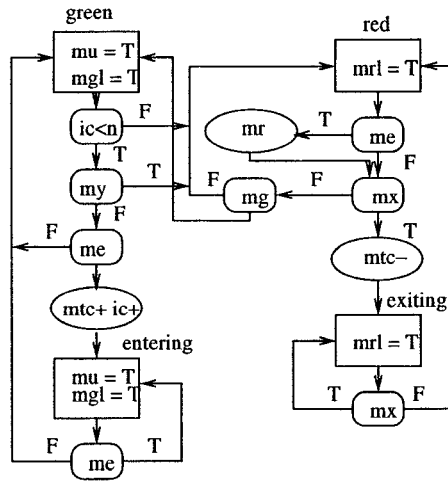 green
mu = T
mgl = T
ic<n
F
T
my
T
F
me
F
mtc+ ic+
entering
mu = T
mgl = T
me
F
T
red
mrl = T
me
T
F
mr
mx
F
mg
F
T
mtc−
exiting
mrl = T
mx
T
F